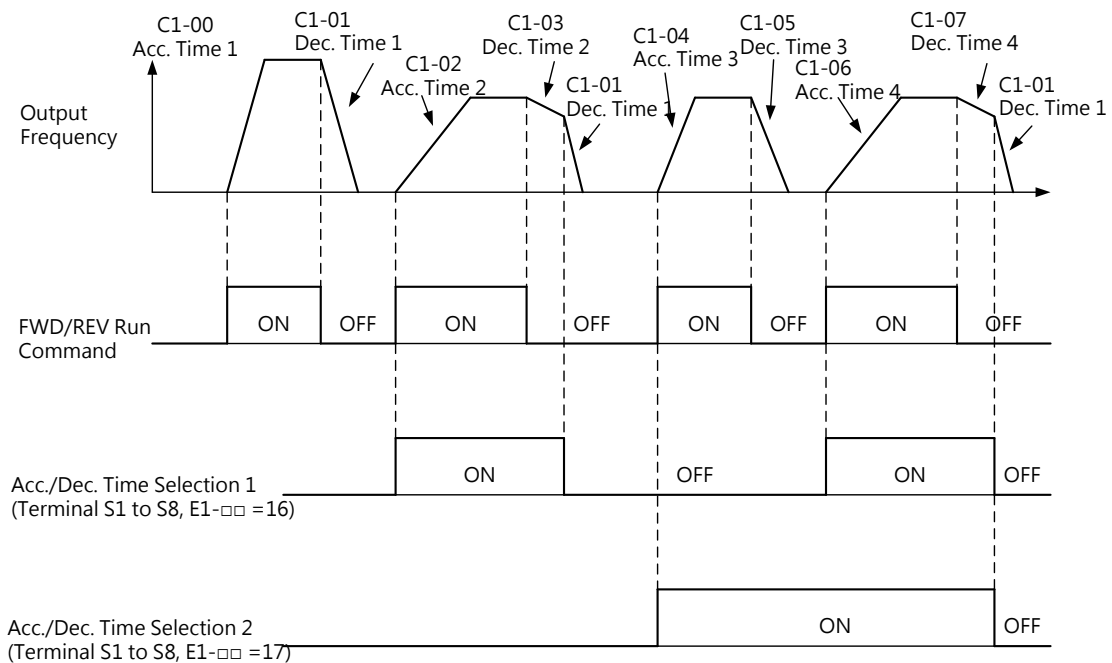 C1-00
Acc. Time 1
C1-01
Dec. Time 1
C1-02
Acc. Time 2
C1-03
Dec. Time 2
C1-01
Dec. Time 1
C1-04
Acc. Time 3
C1-05
Dec. Time 3
C1-06
Acc. Time 4
C1-07
Dec. Time 4
C1-01
Dec. Time 1
Output
Frequency
FWD/REV Run
Command
ON
OFF
ON
OFF
ON
OFF
ON
OFF
Acc./Dec. Time Selection 1
(Terminal S1 to S8, E1-□□ =16)
ON
OFF
ON
OFF
Acc./Dec. Time Selection 2
(Terminal S1 to S8, E1-□□ =17)
ON
OFF